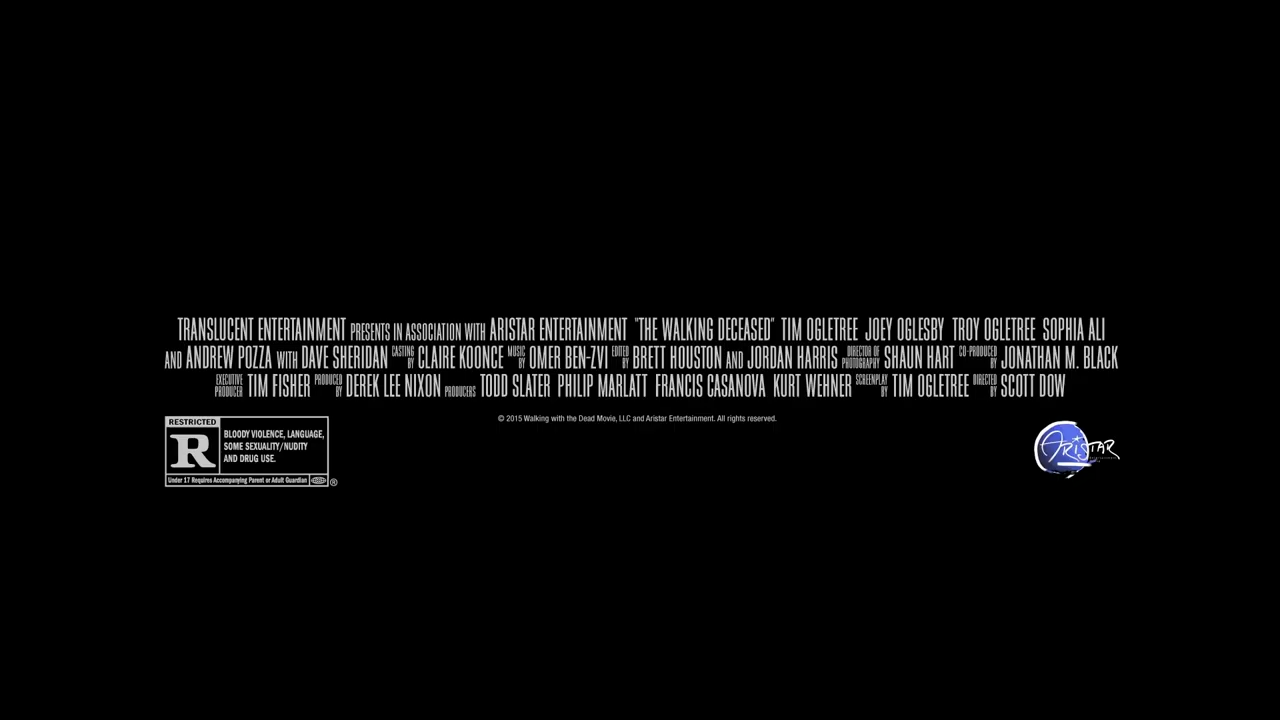 TRANSLUCENT ENTERTAINMENT PRESENTS IN ASSOCIATION WITH ARISTAR ENTERTAINMENT "THE WALKING DECEASED" TIM OGLETREE JOEY OGLESBY TROY OGLETREE SOPHIA ALI
AND ANDREW POZZA WITH DAVE SHERIDAN CASTING BY CLAIRE KOONCE MUSIC BY OMER BEN-ZVI EDITED BY BRETT HOUSTON AND JORDAN HARRIS DIRECTOR OF PHOTOGRAPHY SHAUN HART CO-PRODUCED BY JONATHAN M. BLACK
EXECUTIVE PRODUCER TIM FISHER PRODUCED BY DEREK LEE NIXON PRODUCERS TODD SLATER PHILIP MARLATT FRANCIS CASANOVA KURT WEHNER SCREENPLAY BY TIM OGLETREE DIRECTED BY SCOTT DOW
© 2015 Walking with the Dead Movie, LLC and Aristar Entertainment. All rights reserved.
RESTRICTED
R
BLOODY VIOLENCE, LANGUAGE,
SOME SEXUALITY/NUDITY
AND DRUG USE.
Under 17 Requires Accompanying Parent or Adult Guardian ®
ARISTAR